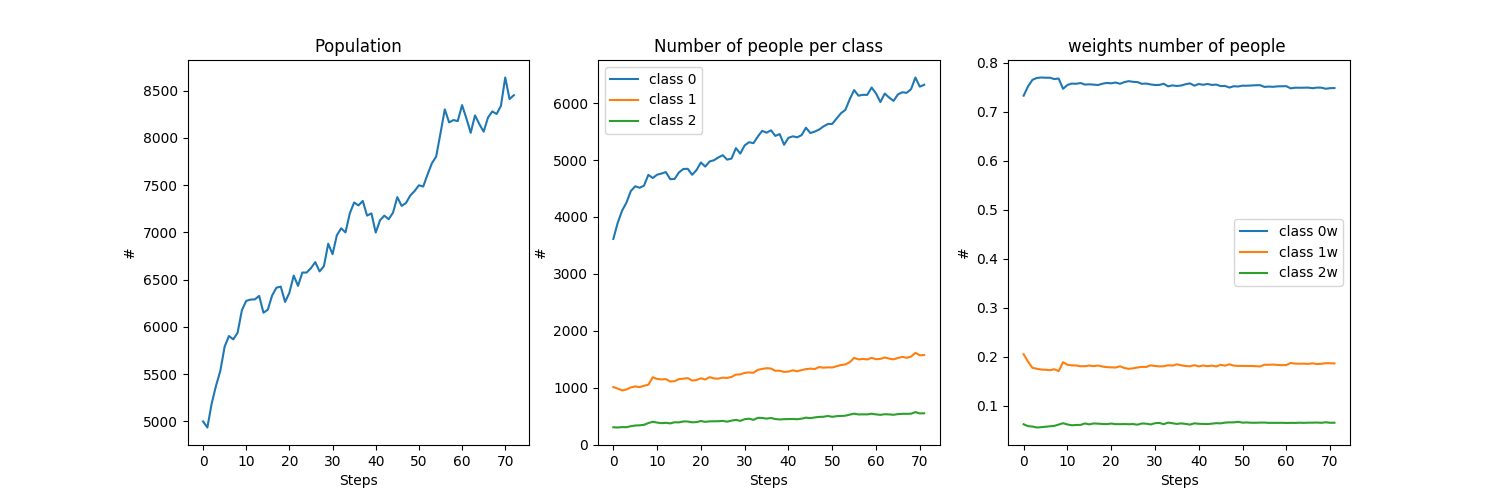 Population
#
8500
8000
7500
7000
6500
6000
5500
5000
0 10 20 30 40 50 60 70
Steps
Number of people per class
class 0
class 1
class 2
#
6000
5000
4000
3000
2000
1000
0
0 10 20 30 40 50 60 70
Steps
weights number of people
#
0.8
0.7
0.6
0.5
0.4
0.3
0.2
0.1
class 0w
class 1w
class 2w
0 10 20 30 40 50 60 70
Steps